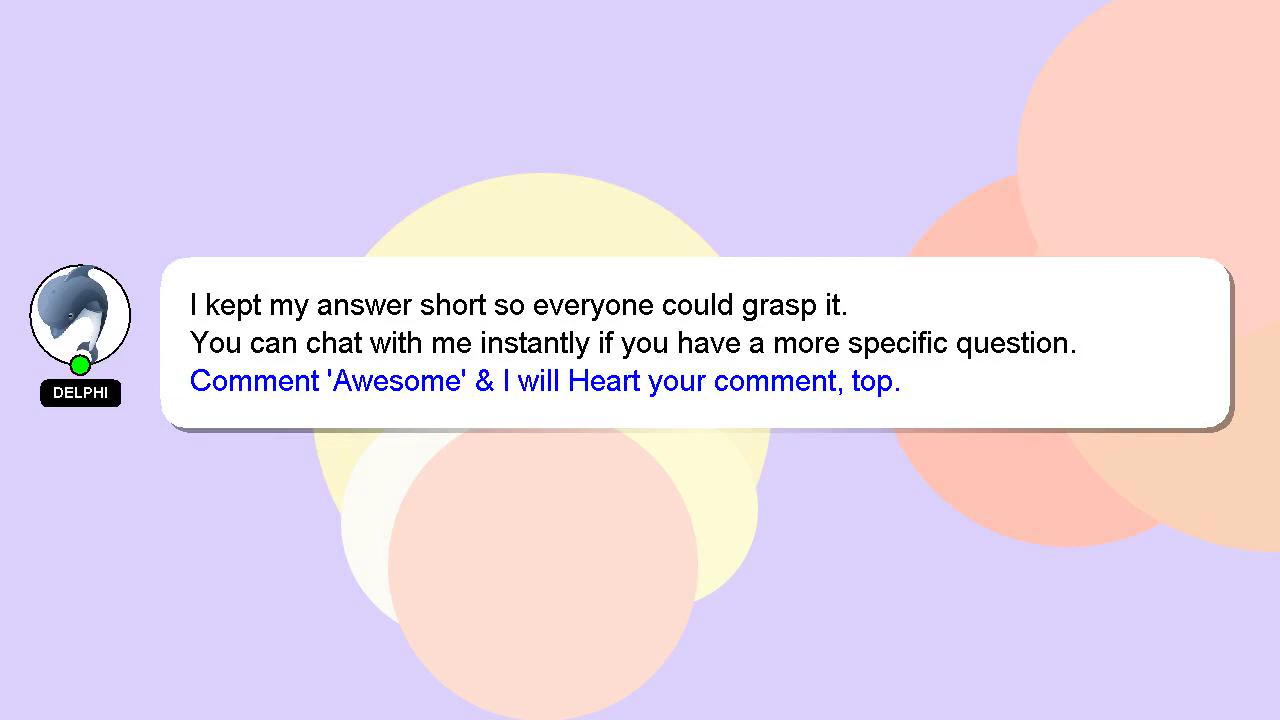 I kept my answer short so everyone could grasp it.
You can chat with me instantly if you have a more specific question.
Comment 'Awesome' & I will Heart your comment, top.
DELPHI